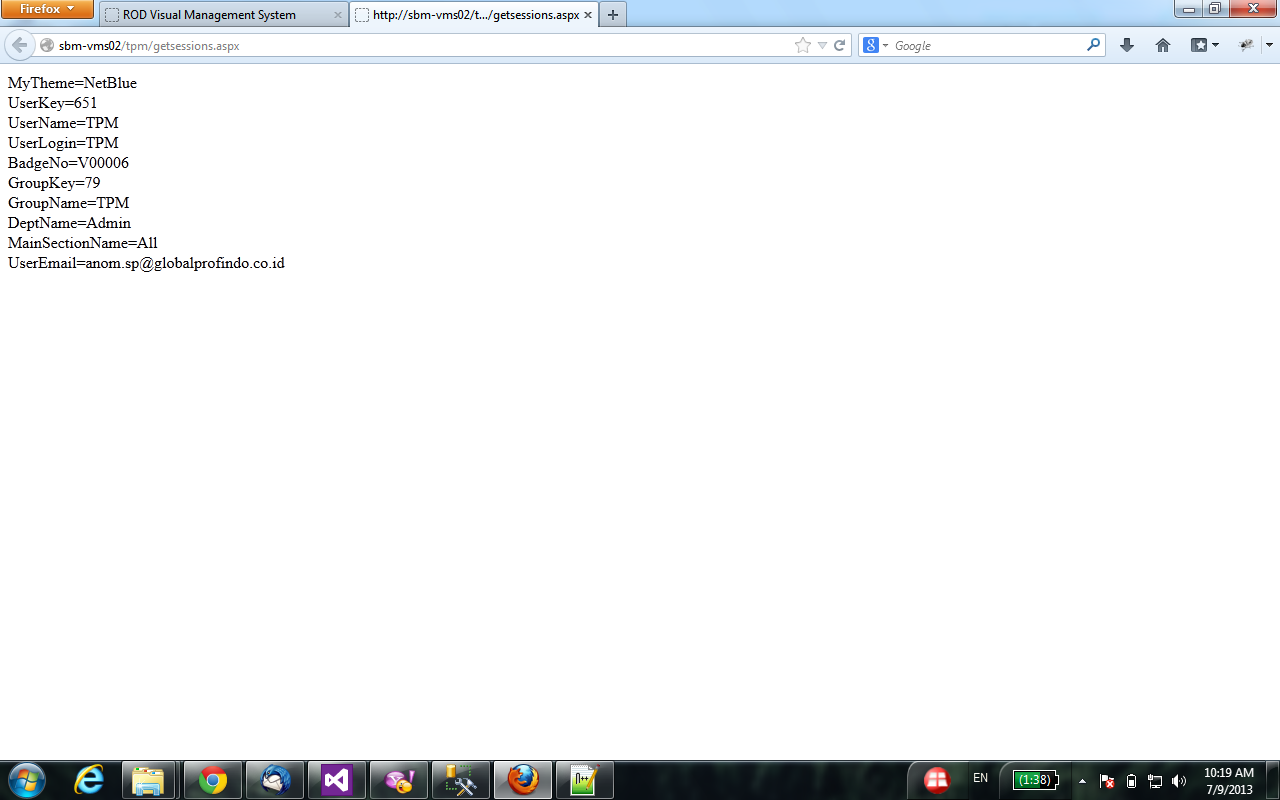 Firefox
ROD Visual Management System
http://sbm-vms02/t.../getsessions.aspx
sbm-vms02/tpm/getsessions.aspx
Google
MyTheme=NetBlue
UserKey=651
UserName=TPM
UserLogin=TPM
BadgeNo=V00006
GroupKey=79
GroupName=TPM
DeptName=Admin
MainSectionName=All
UserEmail=anom.sp@globalprofindo.co.id
EN
(1:38)
10:19 AM
7/9/2013